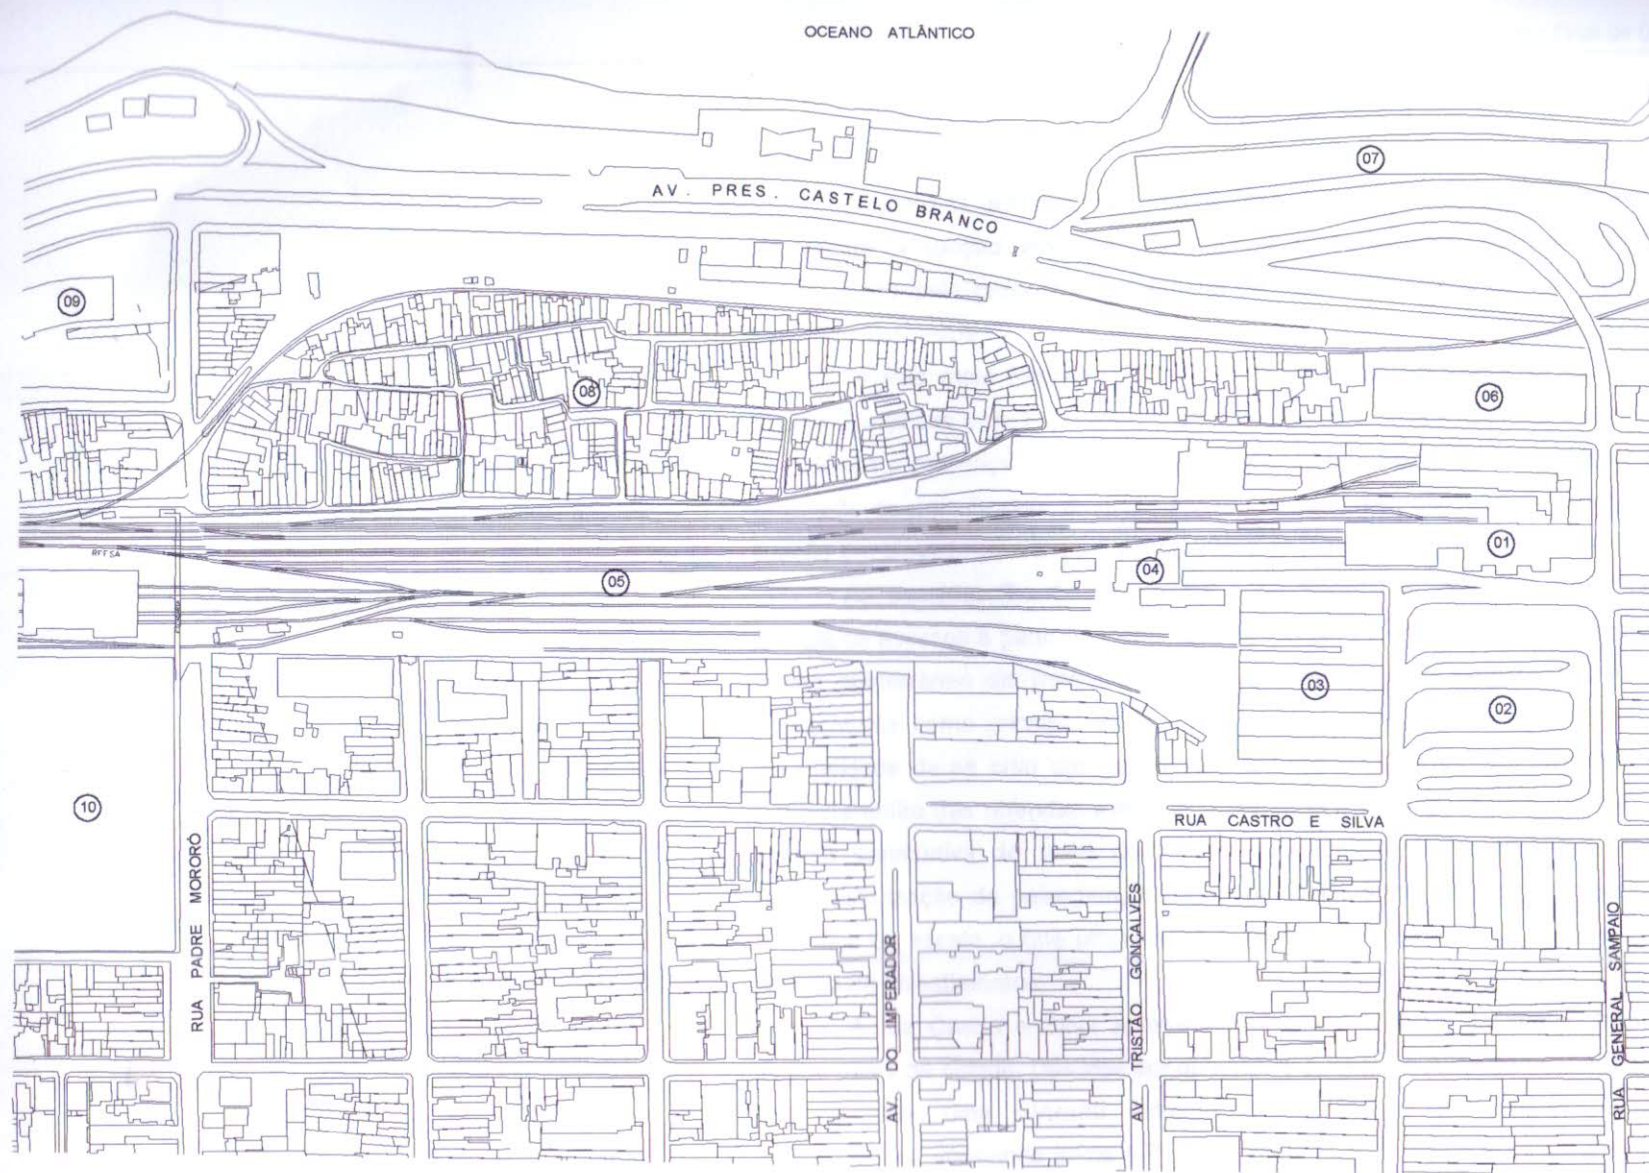 OCEANO ATLÂNTICO
07
AV. PRES. CASTELO BRANCO
09
08
06
01
RFFSA
04
05
03
02
10
RUA CASTRO E SILVA
RUA PADRE MORORÓ
AV DO IMPERADOR
AV TRISTÃO GONÇALVES
RUA GENERAL SAMPAIO